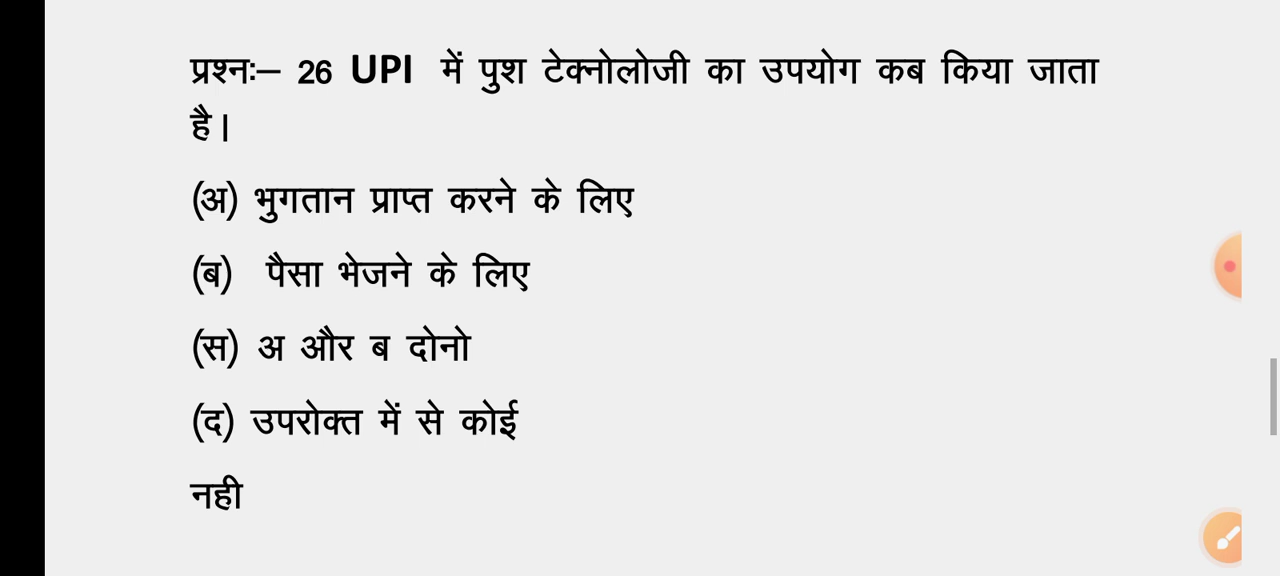 प्रश्नः– 26 UPI में पुश टेक्नोलोजी का उपयोग कब किया जाता
है।
(अ) भुगतान प्राप्त करने के लिए
(ब) पैसा भेजने के लिए
(स) अ और ब दोनो
(द) उपरोक्त में से कोई
नही